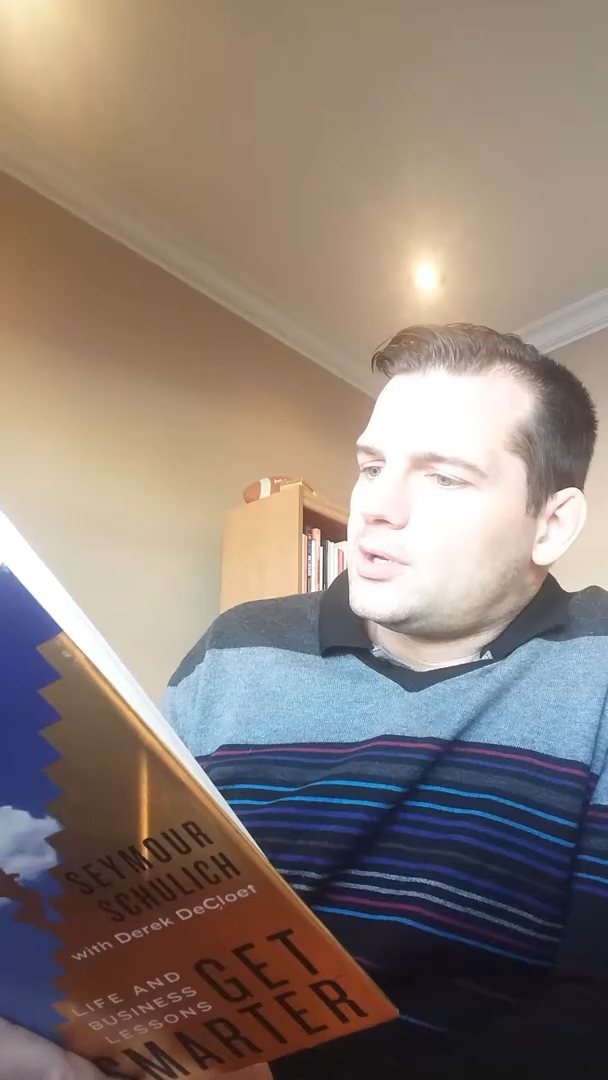 SEYMOUR
SCHULICH
with Derek DeCloet
GET
SMARTER
LIFE AND
BUSINESS
LESSONS